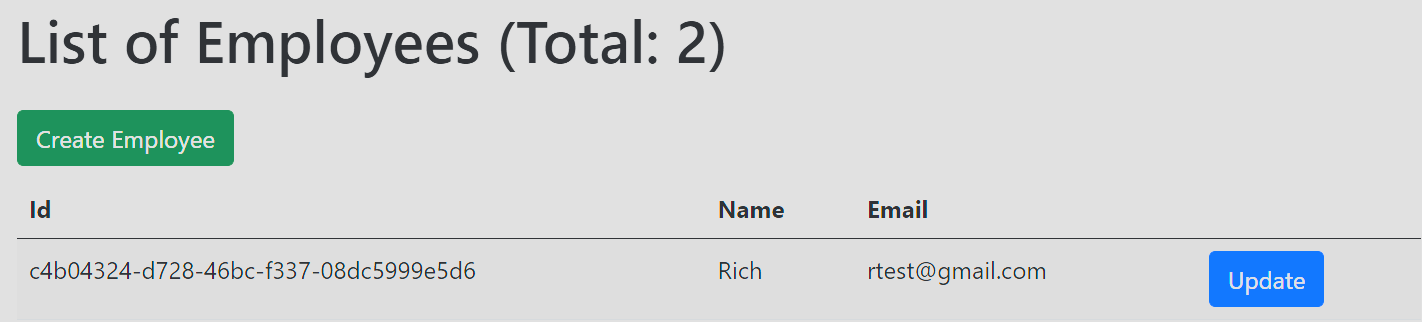 List of Employees (Total: 2)
Create Employee
Id Name Email
c4b04324-d728-46bc-f337-08dc5999e5d6 Rich rtest@gmail.com Update